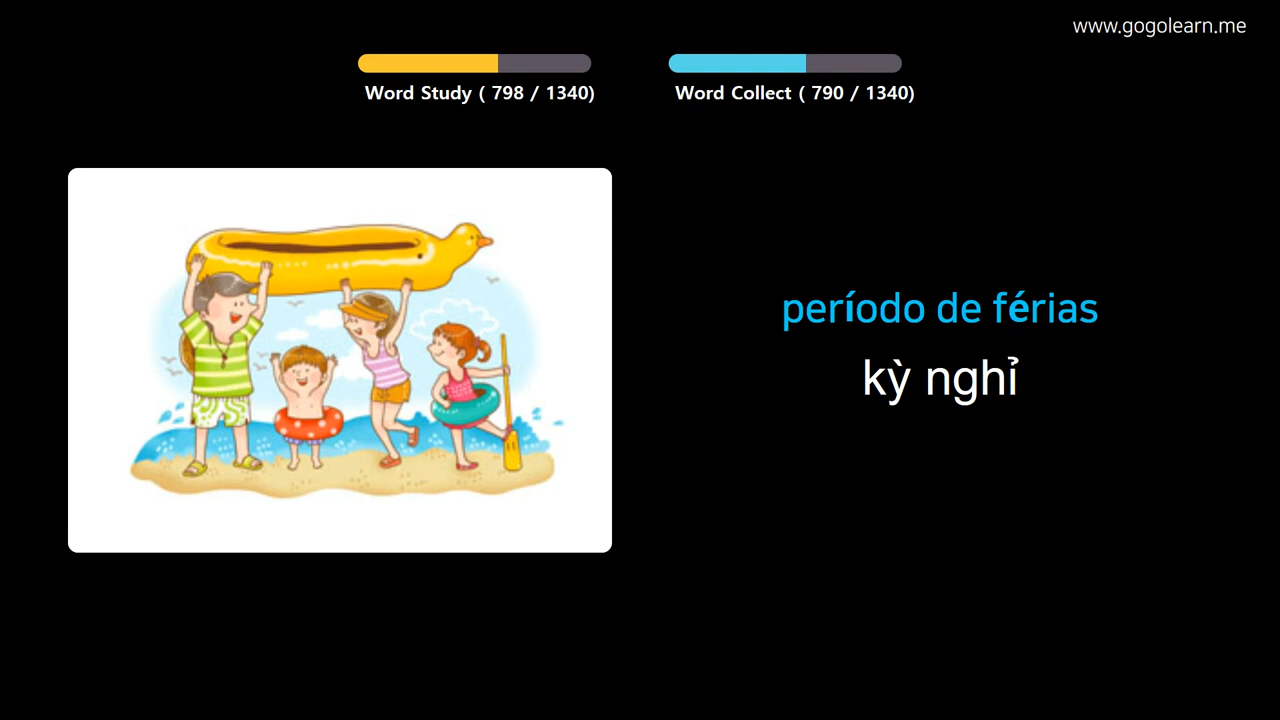 www.gogolearn.me
Word Study ( 798 / 1340)
Word Collect ( 790 / 1340)
período de férias
kỳ nghỉ